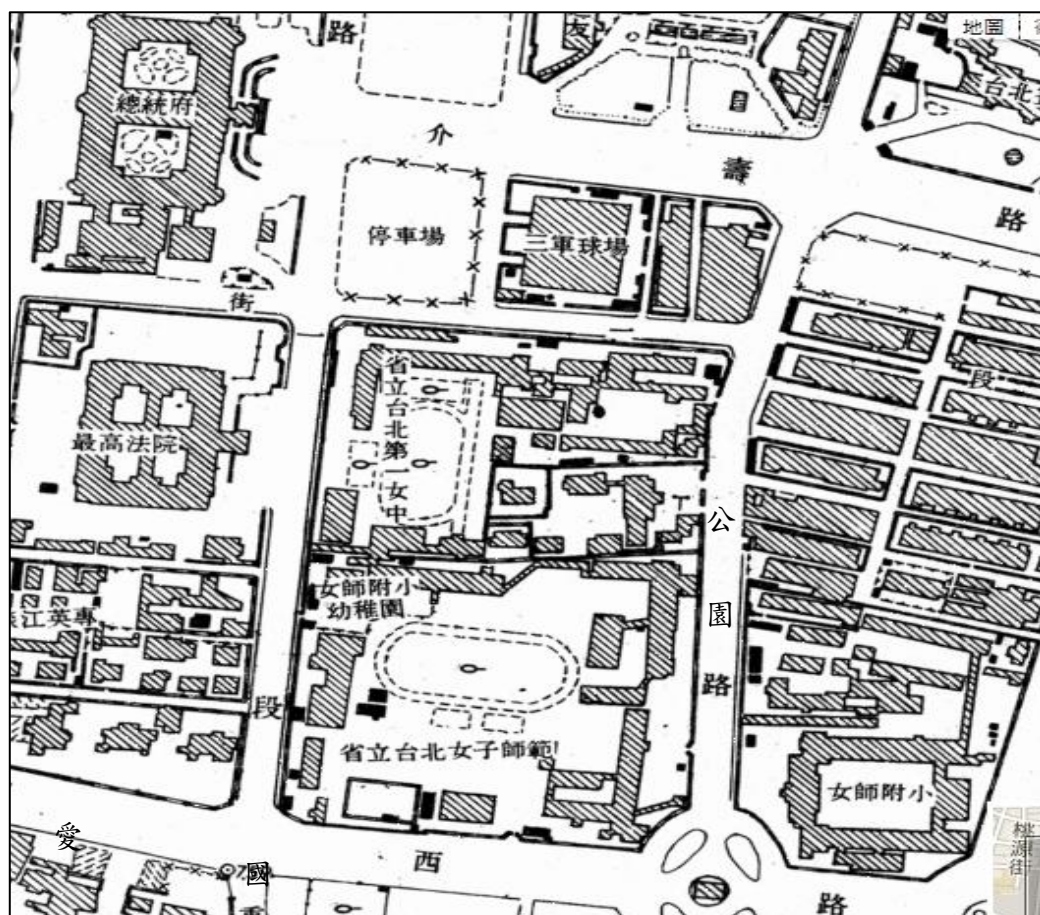 路
友
地圖
總統府
台北
介
壽
路
停車場
三軍球場
街
一
段
省立台北第一女中
最高法院
公
園
路
女師附小
幼稚園
江英專
段
省立台北女子師範
女師附小
愛
國
西
路
桃源街